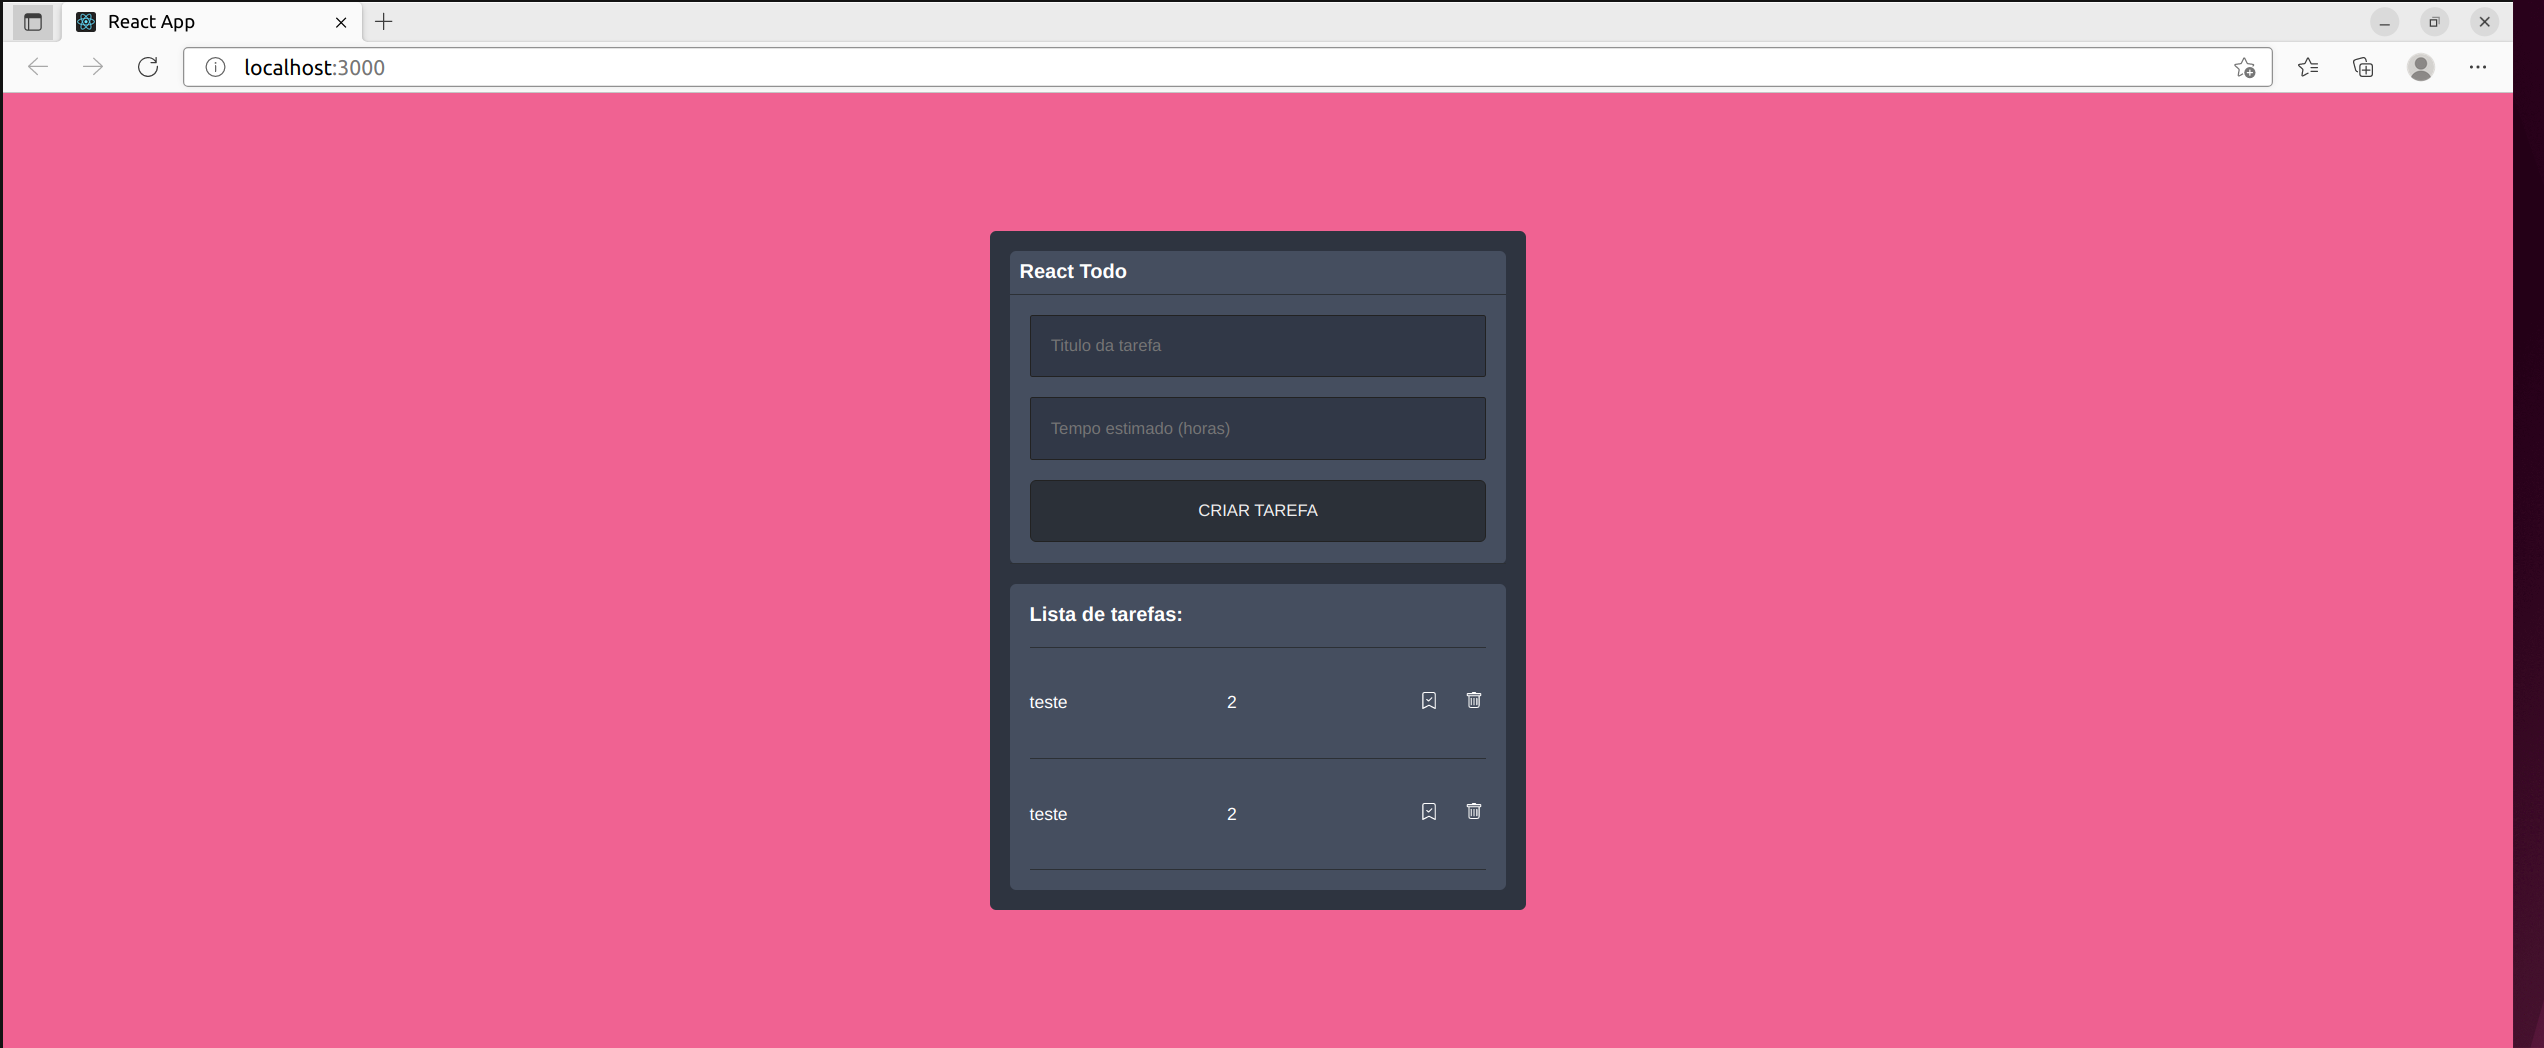 React App
localhost:3000
React Todo
Titulo da tarefa
Tempo estimado (horas)
CRIAR TAREFA
Lista de tarefas:
teste 2
teste 2